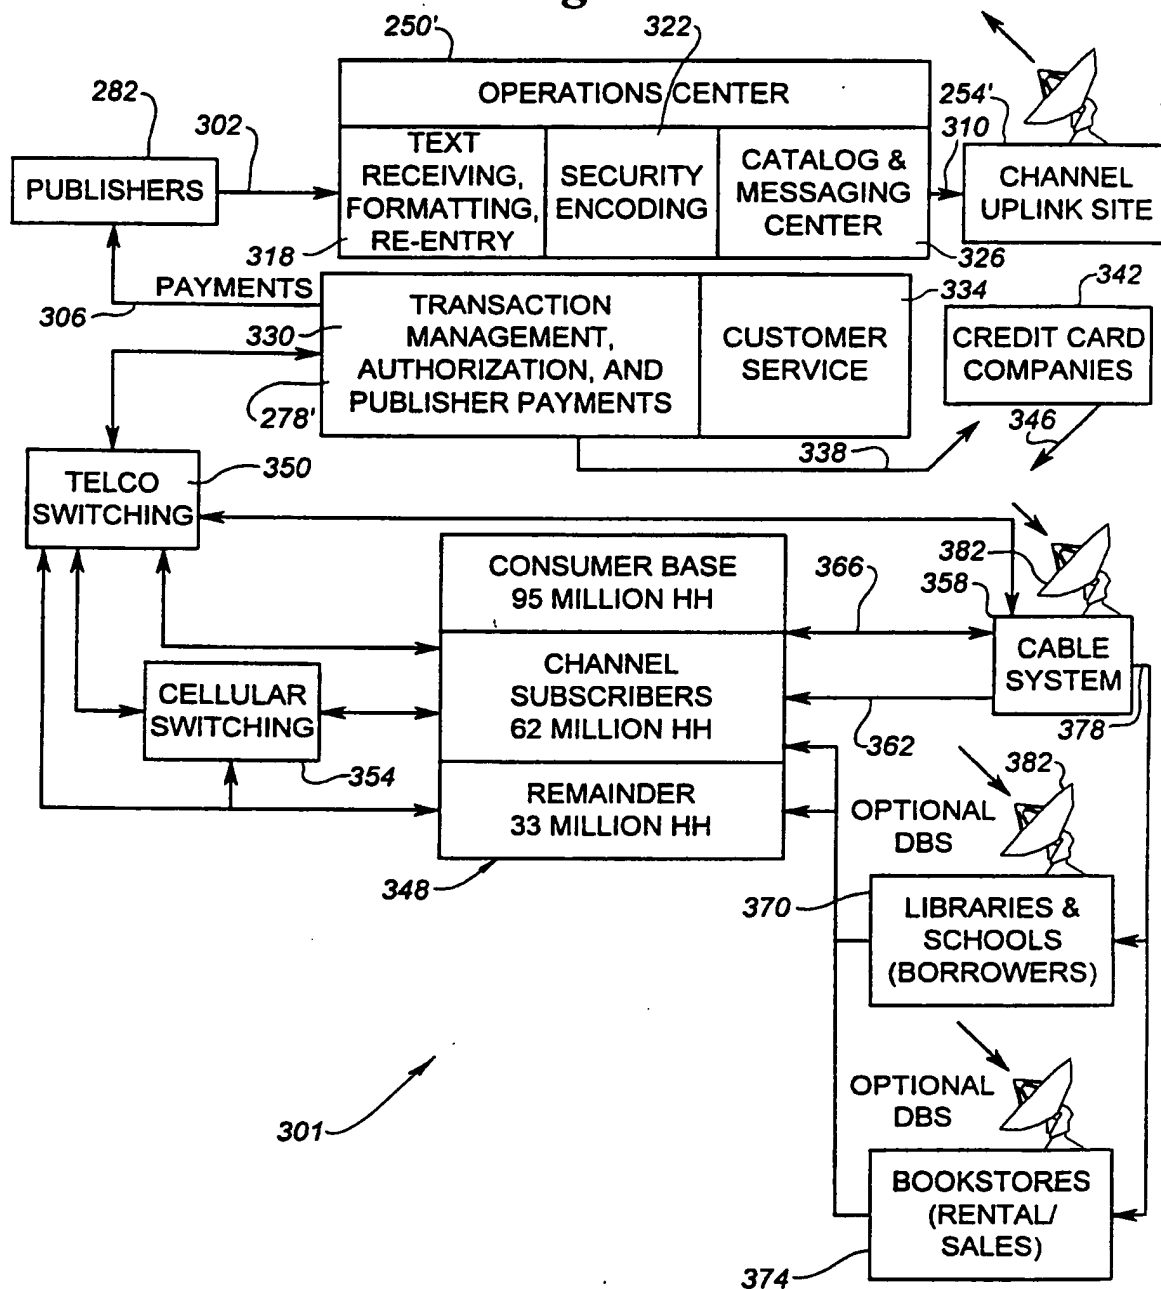 g
250'
322
282
302
OPERATIONS CENTER
254'
310
PUBLISHERS
TEXT
RECEIVING,
FORMATTING,
RE-ENTRY
318
SECURITY
ENCODING
CATALOG &
MESSAGING
CENTER
326
CHANNEL
UPLINK SITE
PAYMENTS
306
330
TRANSACTION
MANAGEMENT,
AUTHORIZATION, AND
PUBLISHER PAYMENTS
278'
334
CUSTOMER
SERVICE
342
CREDIT CARD
COMPANIES
346
338
350
TELCO
SWITCHING
CONSUMER BASE
95 MILLION HH
366
382
358
CABLE
SYSTEM
CHANNEL
SUBSCRIBERS
62 MILLION HH
CELLULAR
SWITCHING
354
362
378
REMAINDER
33 MILLION HH
348
382
OPTIONAL
DBS
370
LIBRARIES &
SCHOOLS
(BORROWERS)
301
OPTIONAL
DBS
BOOKSTORES
(RENTAL/
SALES)
374